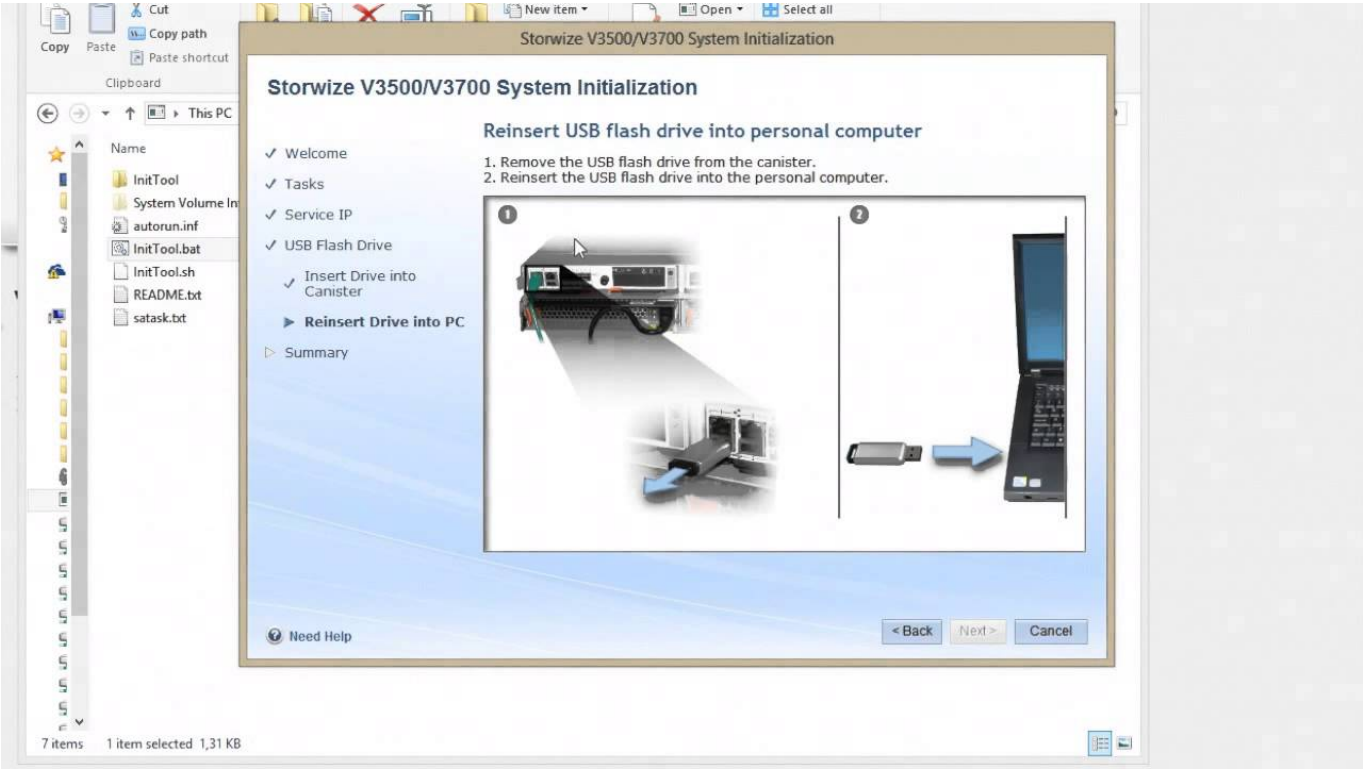 Cut
New item
Open
Select all
Copy
Paste
Copy path
Paste shortcut
Clipboard
This PC
Name
InitTool
System Volume In
autorun.inf
InitTool.bat
InitTool.sh
README.txt
satask.txt
7 items 1 item selected 1,31 KB
Storwize V3500/V3700 System Initialization
Storwize V3500/V3700 System Initialization
Welcome
Tasks
Service IP
USB Flash Drive
Insert Drive into
Canister
Reinsert Drive into PC
Summary
Reinsert USB flash drive into personal computer
1. Remove the USB flash drive from the canister.
2. Reinsert the USB flash drive into the personal computer.
1
2
Need Help
< Back Next > Cancel